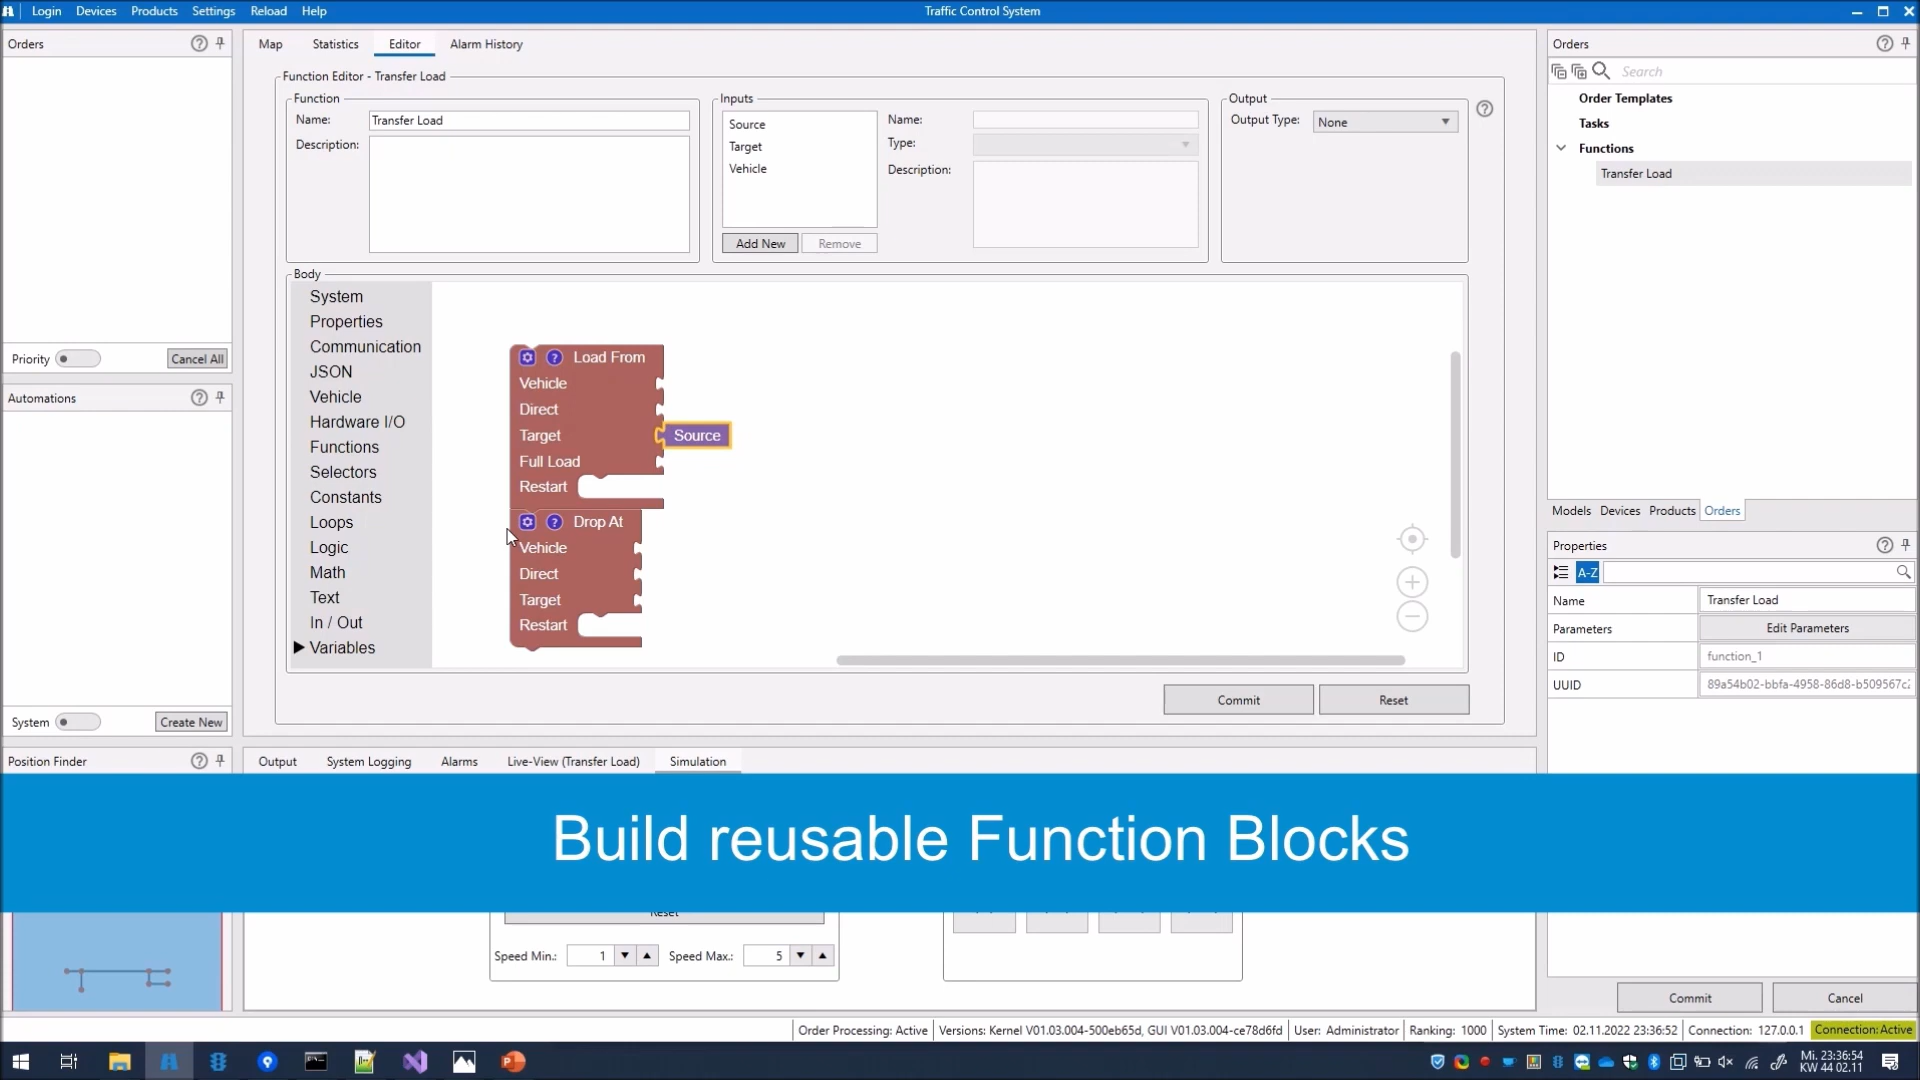 Login Devices Products Settings Reload Help
Traffic Control System
Orders
Priority
Cancel All
Automations
System
Create New
Position Finder
Map Statistics Editor Alarm History
Function Editor - Transfer Load
Function
Name: Transfer Load
Description:
Inputs
Source
Target
Vehicle
Add New Remove
Name:
Type:
Description:
Output
Output Type: None
Body
System
Properties
Communication
JSON
Vehicle
Hardware I/O
Functions
Selectors
Constants
Loops
Logic
Math
Text
In / Out
Variables
? Load From
Vehicle
Direct
Target Source
Full Load
Restart
? Drop At
Vehicle
Direct
Target
Restart
Commit Reset
Output System Logging Alarms Live-View (Transfer Load) Simulation
Build reusable Function Blocks
Reset
Speed Min.: 1 Speed Max.: 5
Orders
Search
Order Templates
Tasks
Functions
Transfer Load
Models Devices Products Orders
Properties
A-Z
Name Transfer Load
Parameters Edit Parameters
ID function_1
UUID 89a54b02-bbfa-4958-86d8-b509567c
Commit Cancel
Order Processing: Active Versions: Kernel V01.03.004-500eb65d, GUI V01.03.004-ce78d6fd User: Administrator Ranking: 1000 System Time: 02.11.2022 23:36:52 Connection: 127.0.0.1 Connection: Active
Mi. 23:36:54
KW 44 02.11